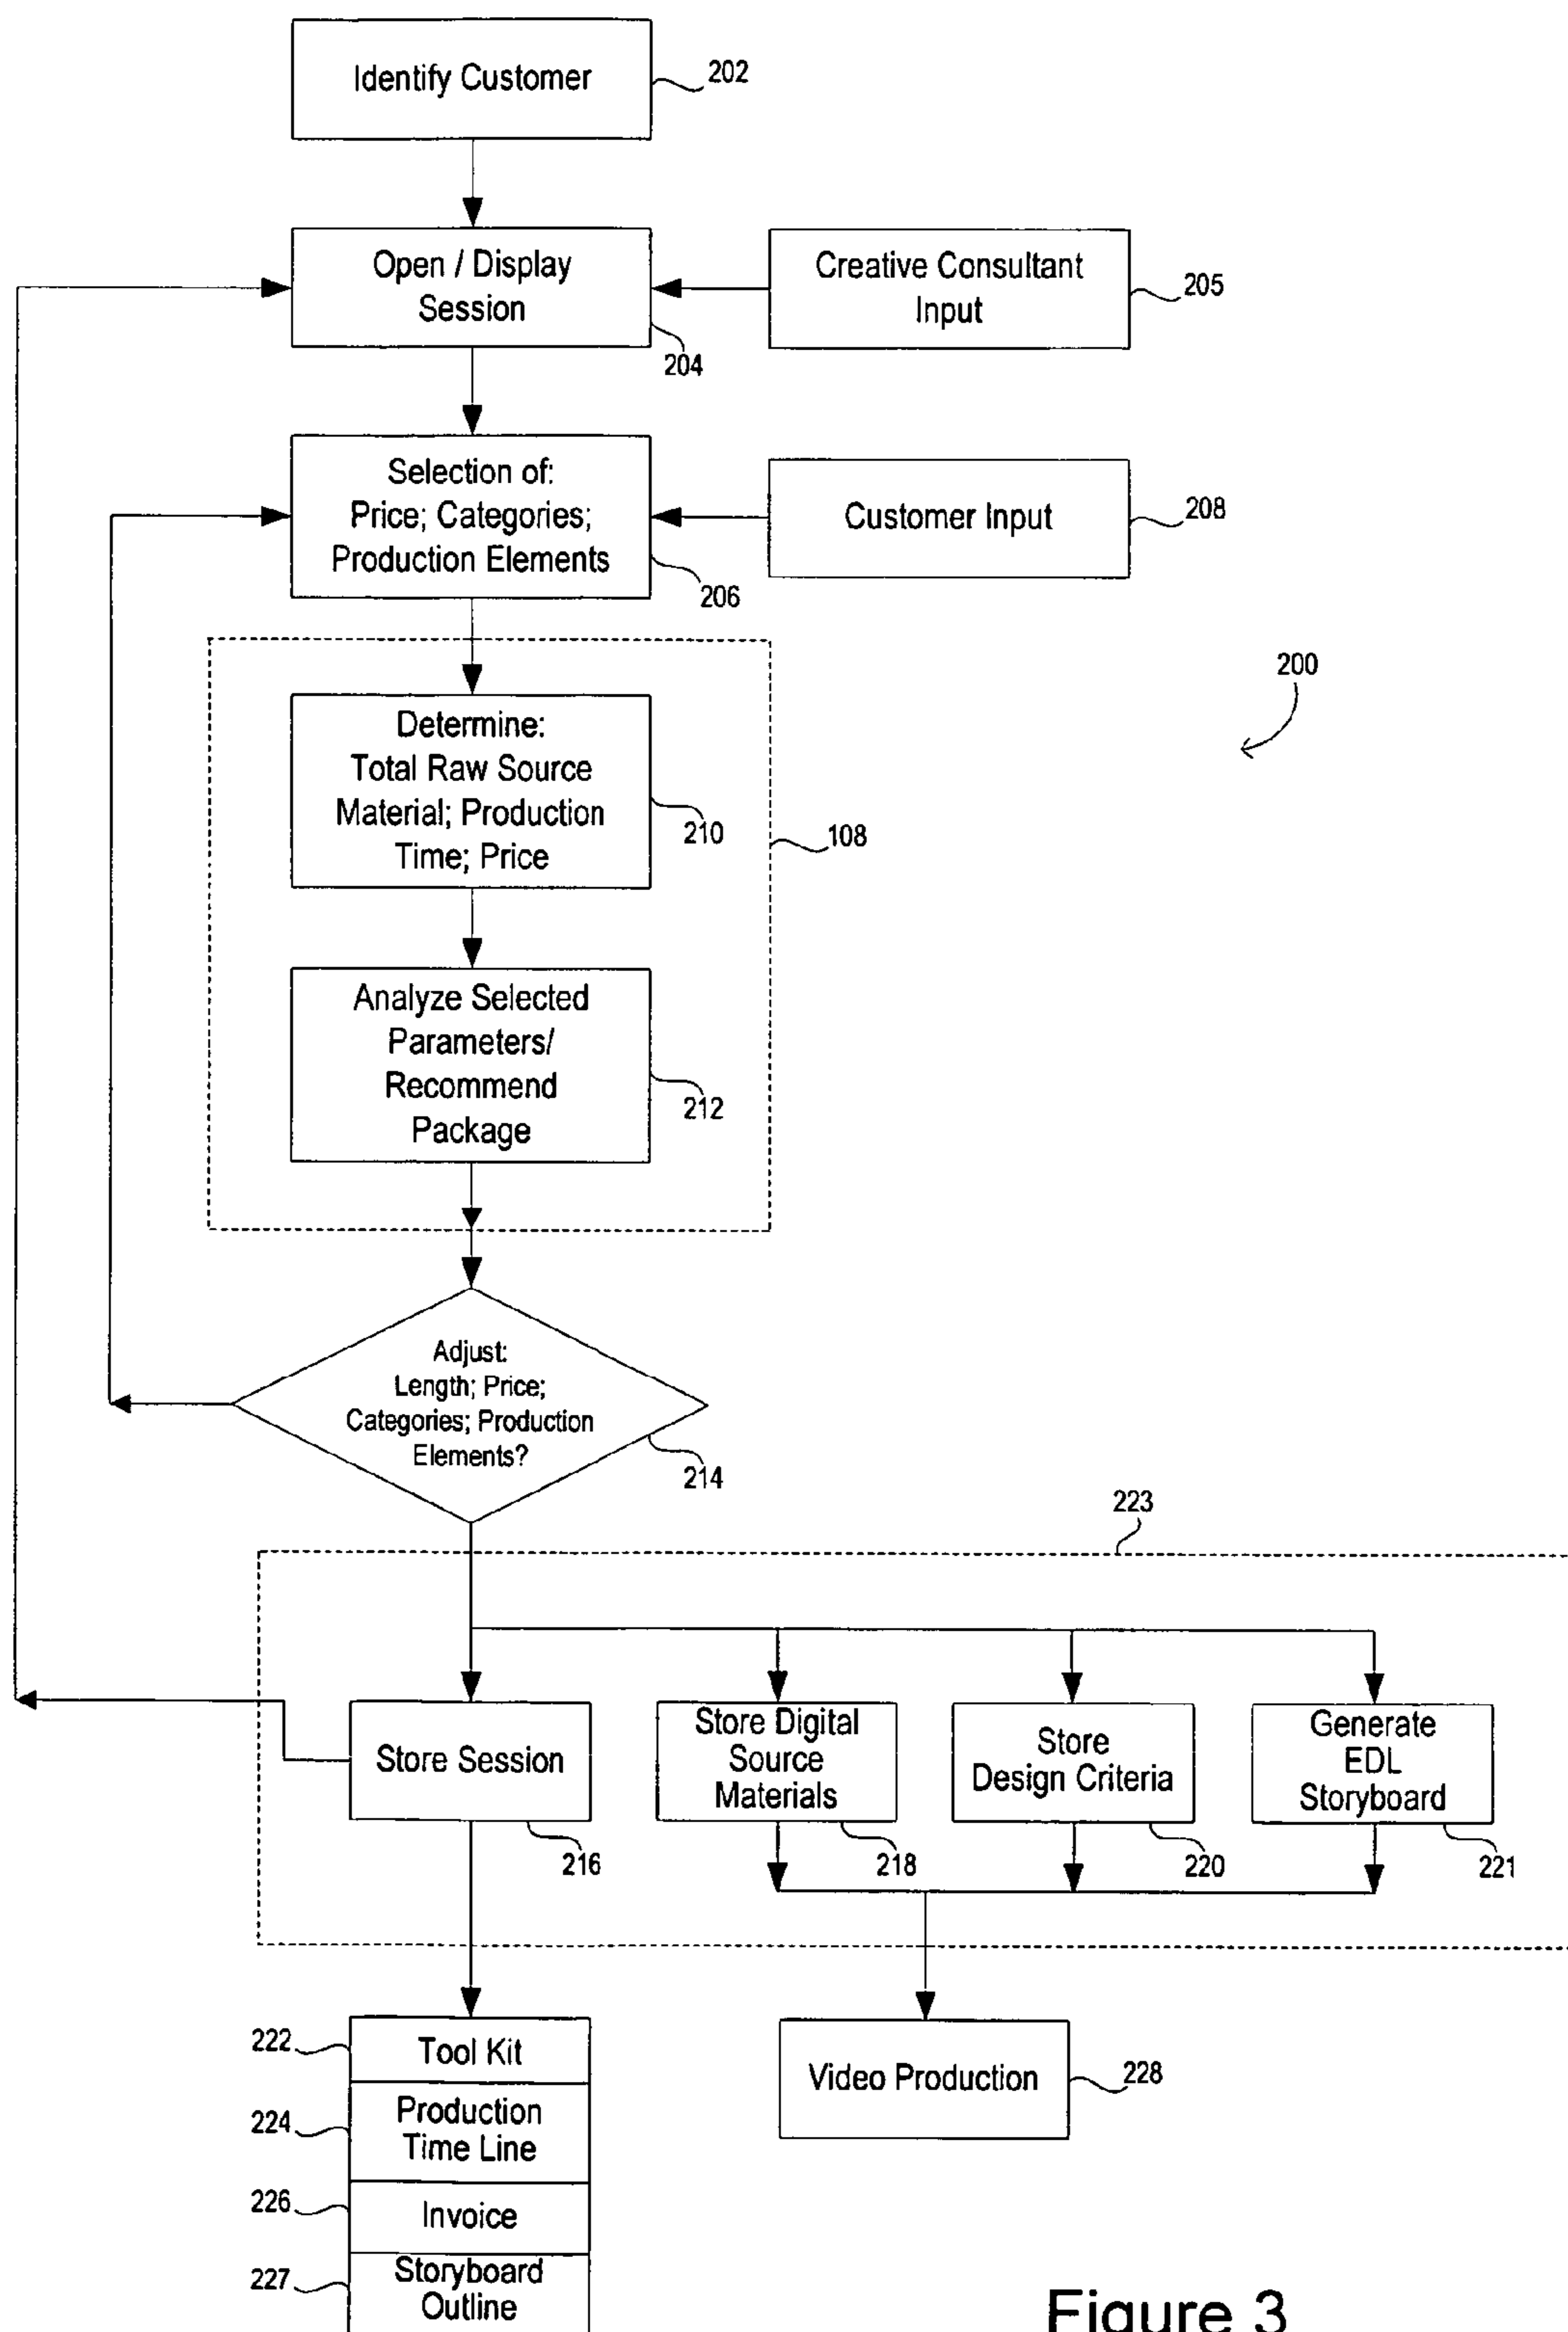 Identify Customer
202
Open / Display
Session
204
Creative Consultant
Input
205
Selection of:
Price; Categories;
Production Elements
206
Customer Input
208
200
Determine:
Total Raw Source
Material; Production
Time; Price
210
108
Analyze Selected
Parameters/
Recommend
Package
212
Adjust:
Length; Price;
Categories; Production
Elements?
214
223
Store Session
216
Store Digital
Source
Materials
218
Store
Design Criteria
220
Generate
EDL
Storyboard
221
222
Tool Kit
224
Production
Time Line
226
Invoice
227
Storyboard
Outline
Video Production
228
Figure 3